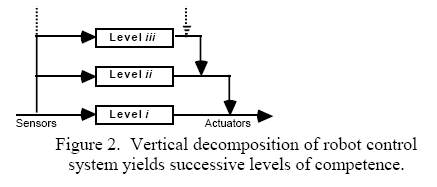 Level iii
Level ii
Level i
Sensors
Actuators
Figure 2.  Vertical decomposition of robot control
system yields successive levels of competence.